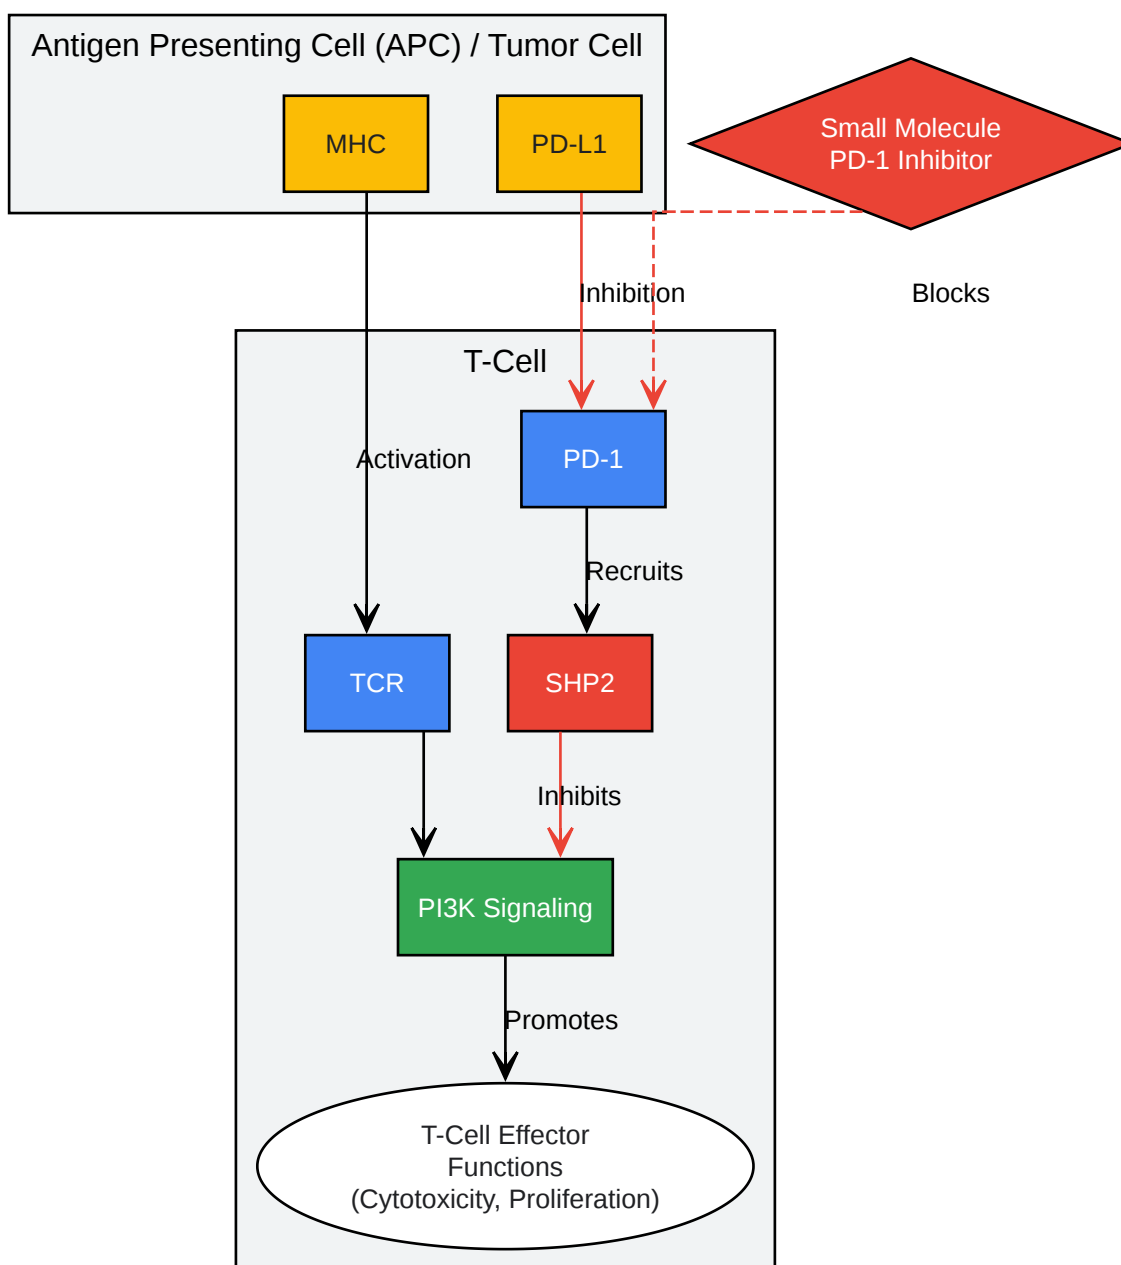 Antigen Presenting Cell (APC) / Tumor Cell
MHC
PD-L1
Small Molecule
PD-1 Inhibitor
Inhibition
Blocks
T-Cell
Activation
PD-1
Recruits
TCR
SHP2
Inhibits
PI3K Signaling
Promotes
T-Cell Effector
Functions
(Cytotoxicity, Proliferation)